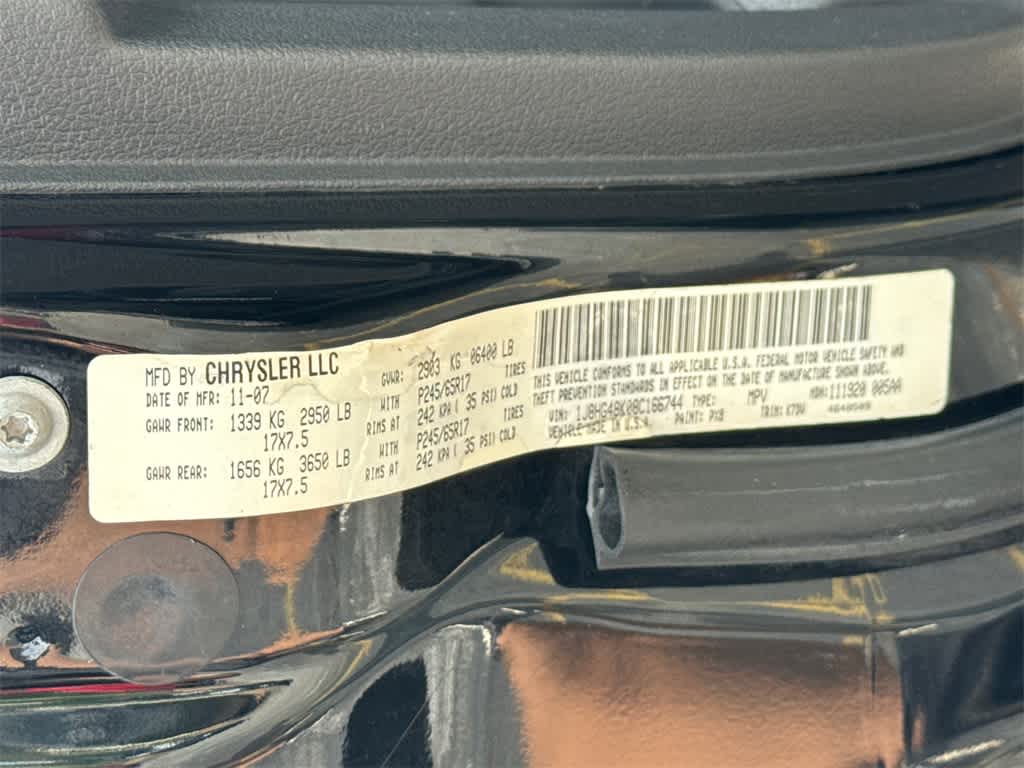 MFD BY CHRYSLER LLC
DATE OF MFR: 11-07 GVWR: 2903 KG 06400 LB
GAWR FRONT: 1339 KG 2950 LB WITH P245/65R17 TIRES
17X7.5 RIMS AT 242 KPA( 35 PSI) COLD
GAWR REAR: 1656 KG 3650 LB WITH P245/65R17 TIRES
17X7.5 RIMS AT 242 KPA( 35 PSI) COLD
THIS VEHICLE CONFORMS TO ALL APPLICABLE U.S.A. FEDERAL MOTOR VEHICLE SAFETY AND
THEFT PREVENTION STANDARDS IN EFFECT ON THE DATE OF MANUFACTURE SHOWN ABOVE.
VIN: TYPE: MPV MDH:111920 005AA
VEHICLE MADE IN U.S.A. PAINT: PX8 TRIM: